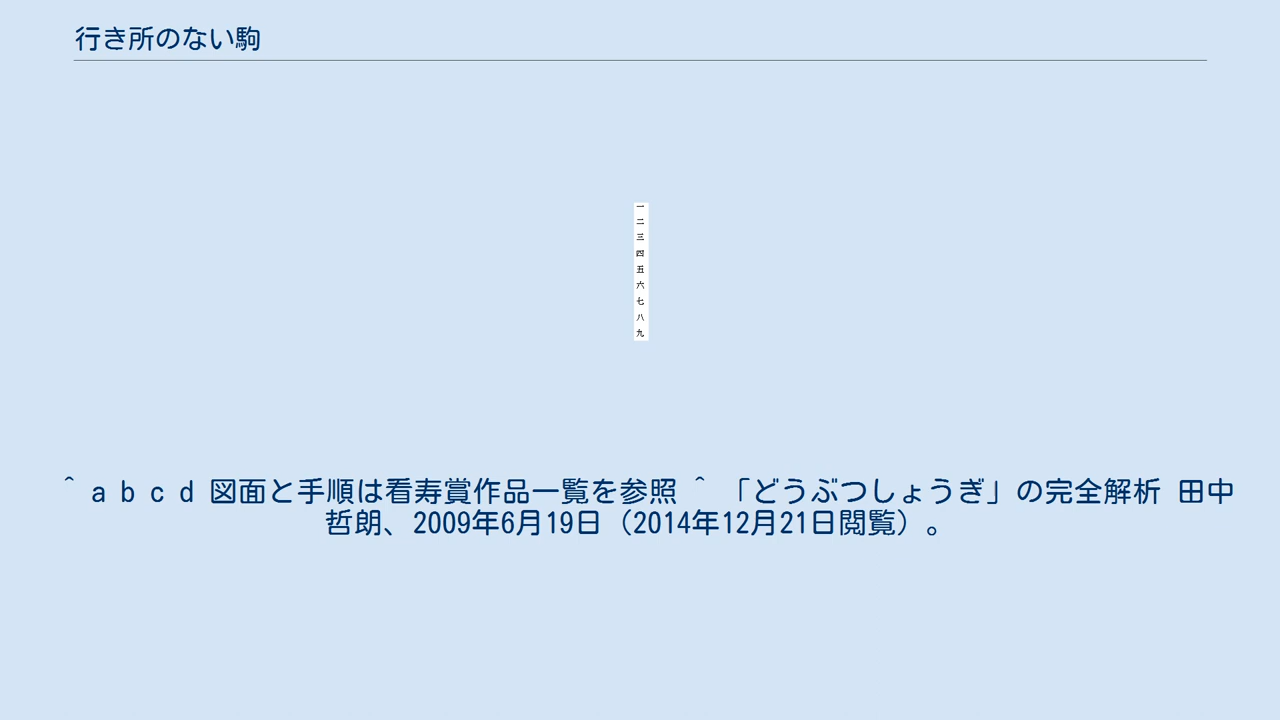 行き所のない駒
一
二
三
四
五
六
七
八
九
^ a b c d 図面と手順は看寿賞作品一覧を参照 ^ 「どうぶつしょうぎ」の完全解析 田中
哲朗、2009年6月19日（2014年12月21日閲覧）。